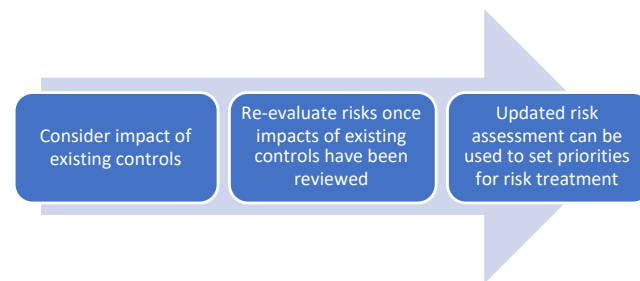 Consider impact of
existing controls
Re-evaluate risks once
impacts of existing
controls have been
reviewed
Updated risk
assessment can be
used to set priorities
for risk treatment